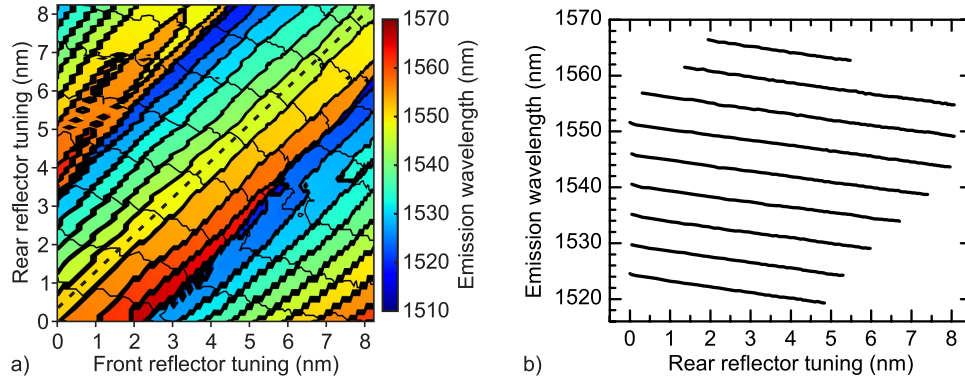 8
7
6
5
4
3
2
1
0
Rear reflector tuning (nm)
0 1 2 3 4 5 6 7 8
Front reflector tuning (nm)
a)
1570
1560
1550
1540
1530
1520
1510
Emission wavelength (nm)
1570
1560
1550
1540
1530
1520
Emission wavelength (nm)
0 1 2 3 4 5 6 7 8
Rear reflector tuning (nm)
b)